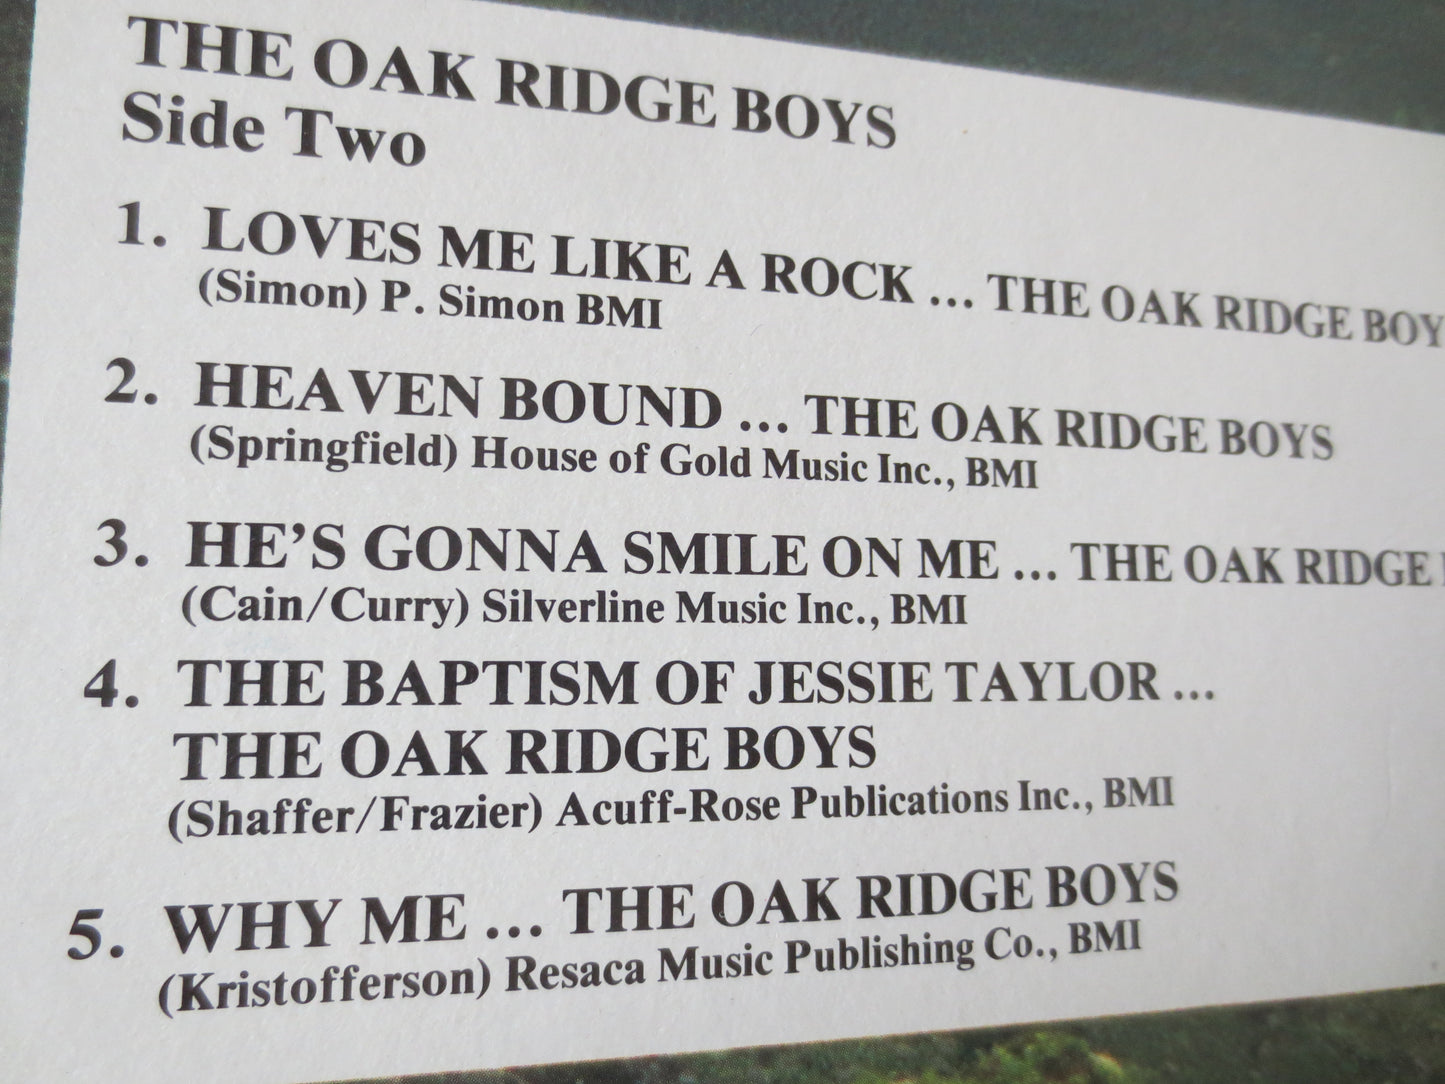 THE OAK RIDGE BOYS
Side Two
1. LOVES ME LIKE A ROCK ... THE OAK RIDGE BOY
(Simon) P. Simon BMI
2. HEAVEN BOUND ... THE OAK RIDGE BOYS
(Springfield) House of Gold Music Inc., BMI
3. HE'S GONNA SMILE ON ME ... THE OAK RIDGE
(Cain/Curry) Silverline Music Inc., BMI
4. THE BAPTISM OF JESSIE TAYLOR ...
THE OAK RIDGE BOYS
(Shaffer/Frazier) Acuff-Rose Publications Inc., BMI
5. WHY ME ... THE OAK RIDGE BOYS
(Kristofferson) Resaca Music Publishing Co., BMI